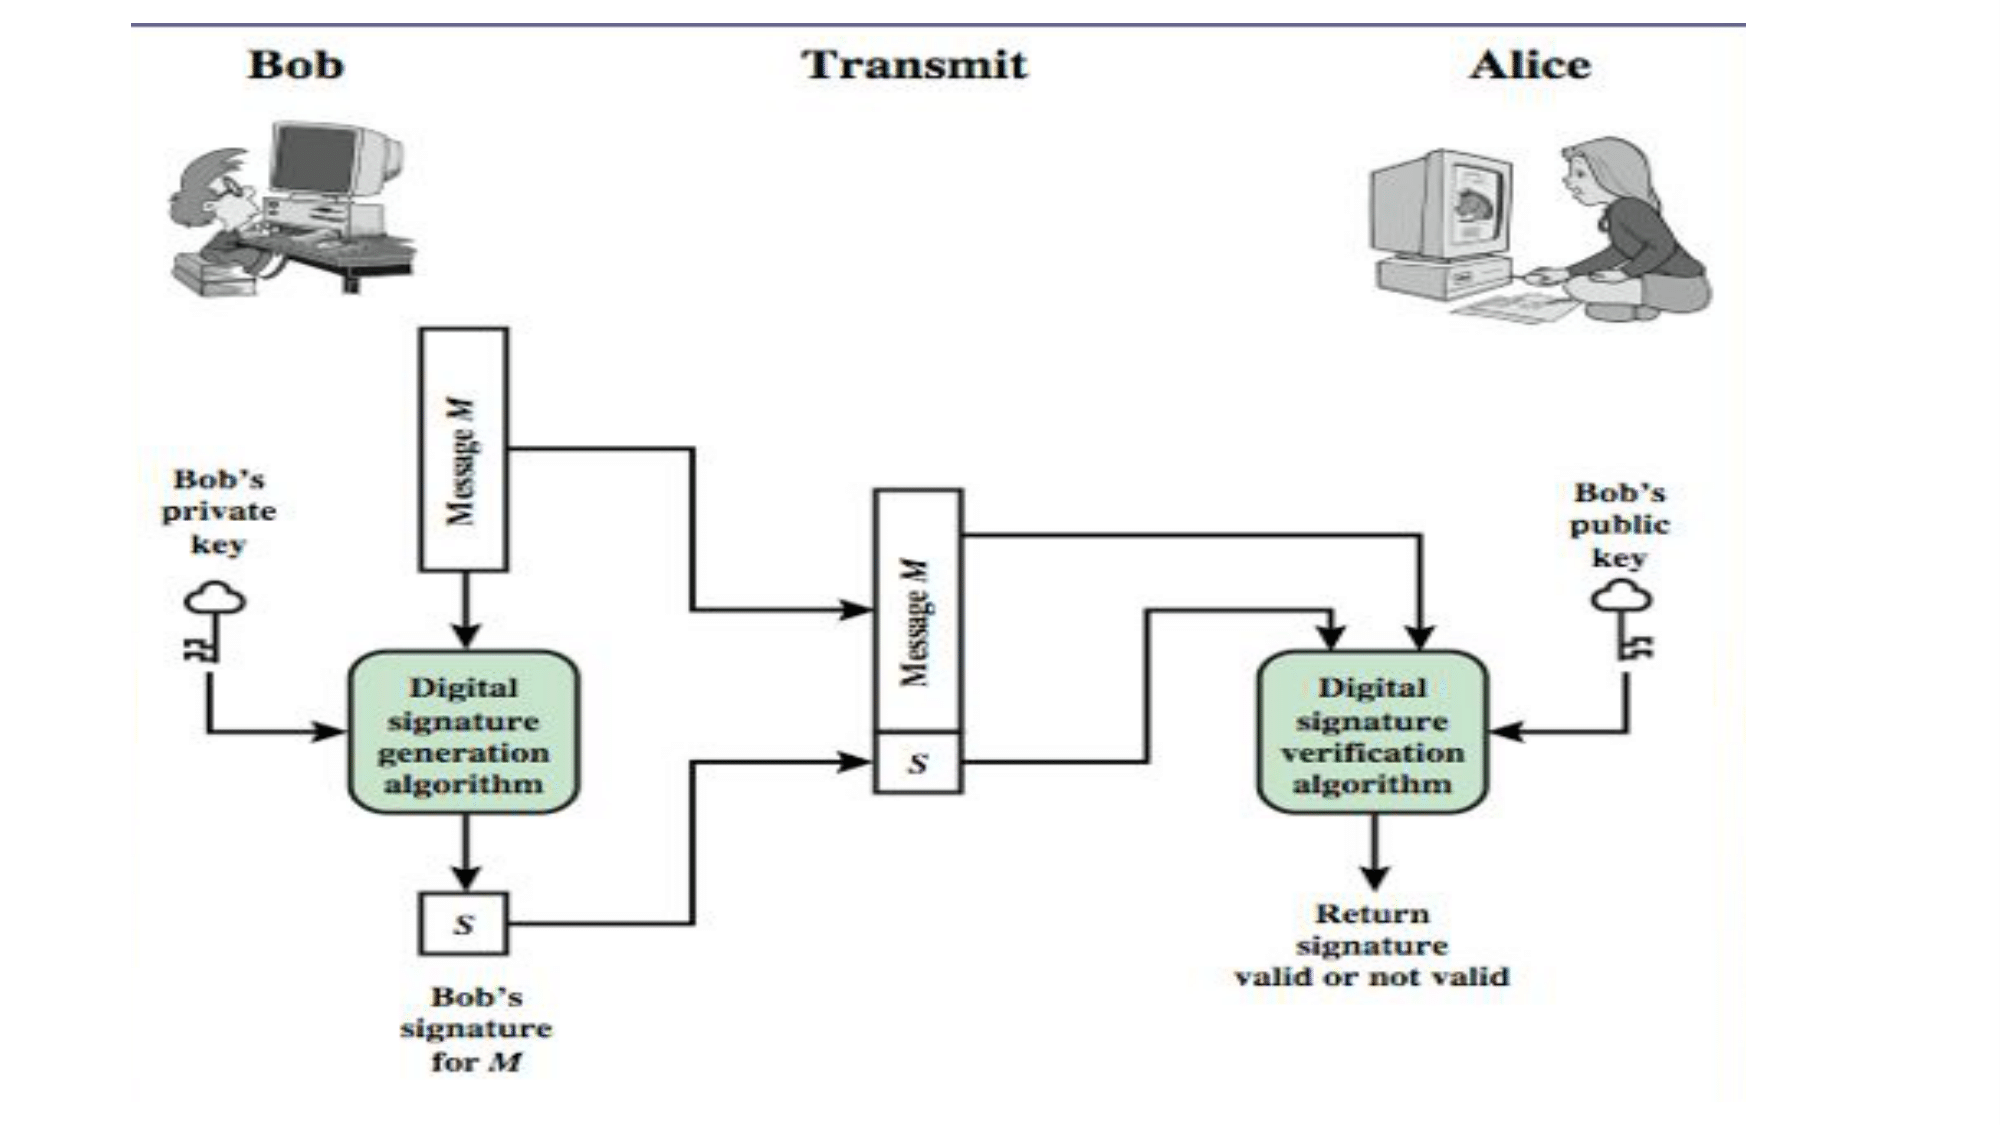 Bob
Transmit
Alice
Message M
Bob's
private
key
Digital
signature
generation
algorithm
S
Bob's
signature
for M
Message M
S
Bob's
public
key
Digital
signature
verification
algorithm
Return
signature
valid or not valid